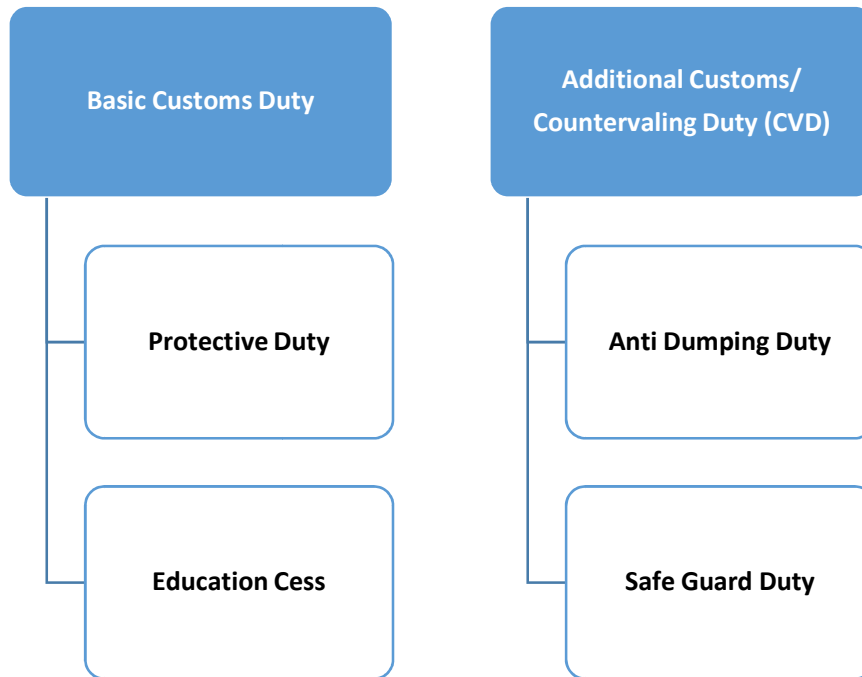 Basic Customs Duty
Additional Customs/
Countervaling Duty (CVD)
Protective Duty
Anti Dumping Duty
Education Cess
Safe Guard Duty